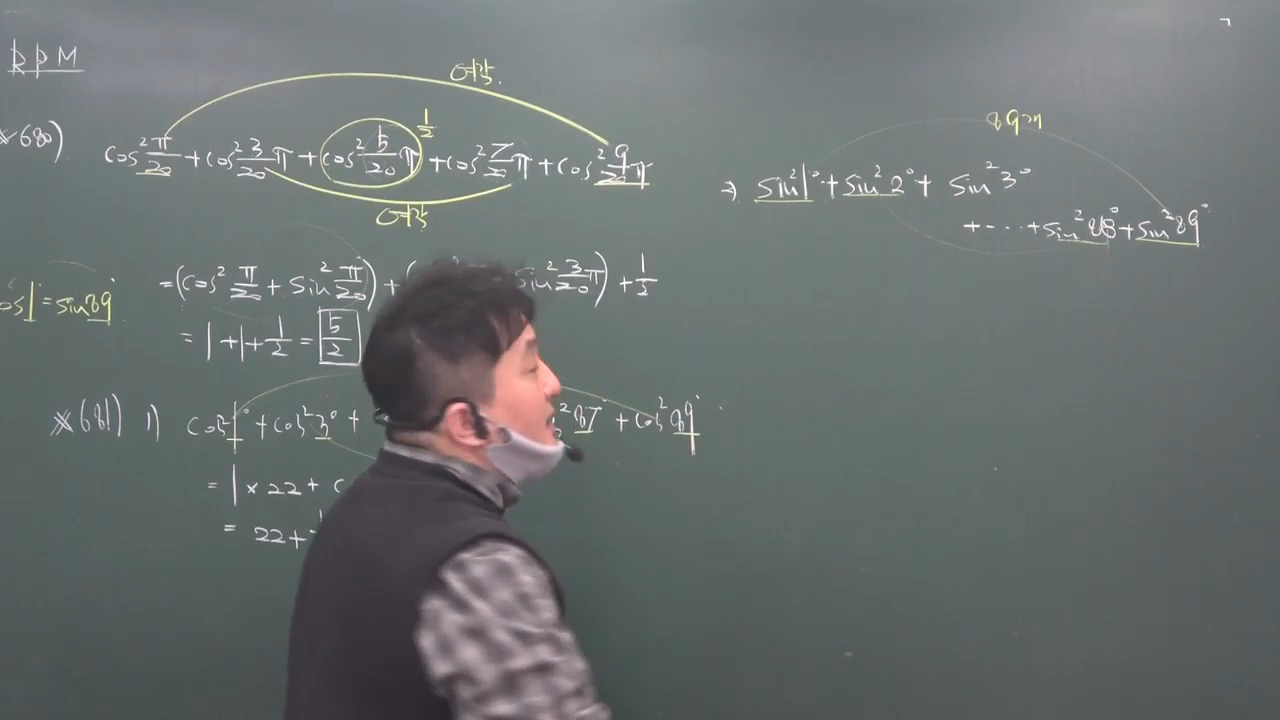 RPM
여각.
680) cos²π/20 + cos²3/20π + cos²5/20π + cos²7/20π + cos²9/20π
1/2
여각
= (cos²π/20 + sin²π/20) + ( sin²3/20π) + 1/2
= 1+1+1/2 = 5/2
os1°=sin89°
681) 1) cos²1° + cos²3° + ²87° + cos²89°
= 1×22+ c
= 22+
89개
⇒ sin²1° + sin²2° + sin²3°
+ ··· + sin²88° + sin²89°